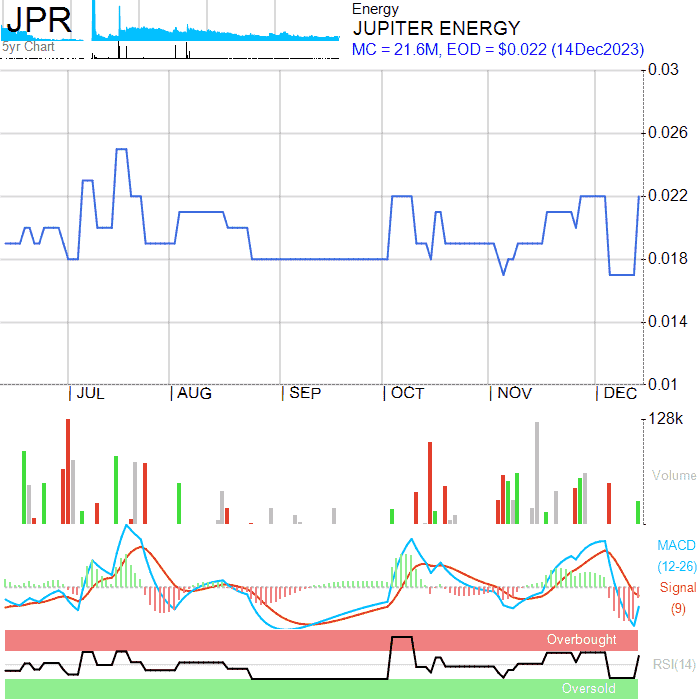 JPR
5yr Chart
Energy
JUPITER ENERGY
MC = 21.6M, EOD = $0.022 (14Dec2023)
0.03
0.026
0.022
0.018
0.014
0.01
JUL AUG SEP OCT NOV DEC
128k
Volume
MACD
(12-26)
Signal
(9)
Overbought
RSI(14)
Oversold